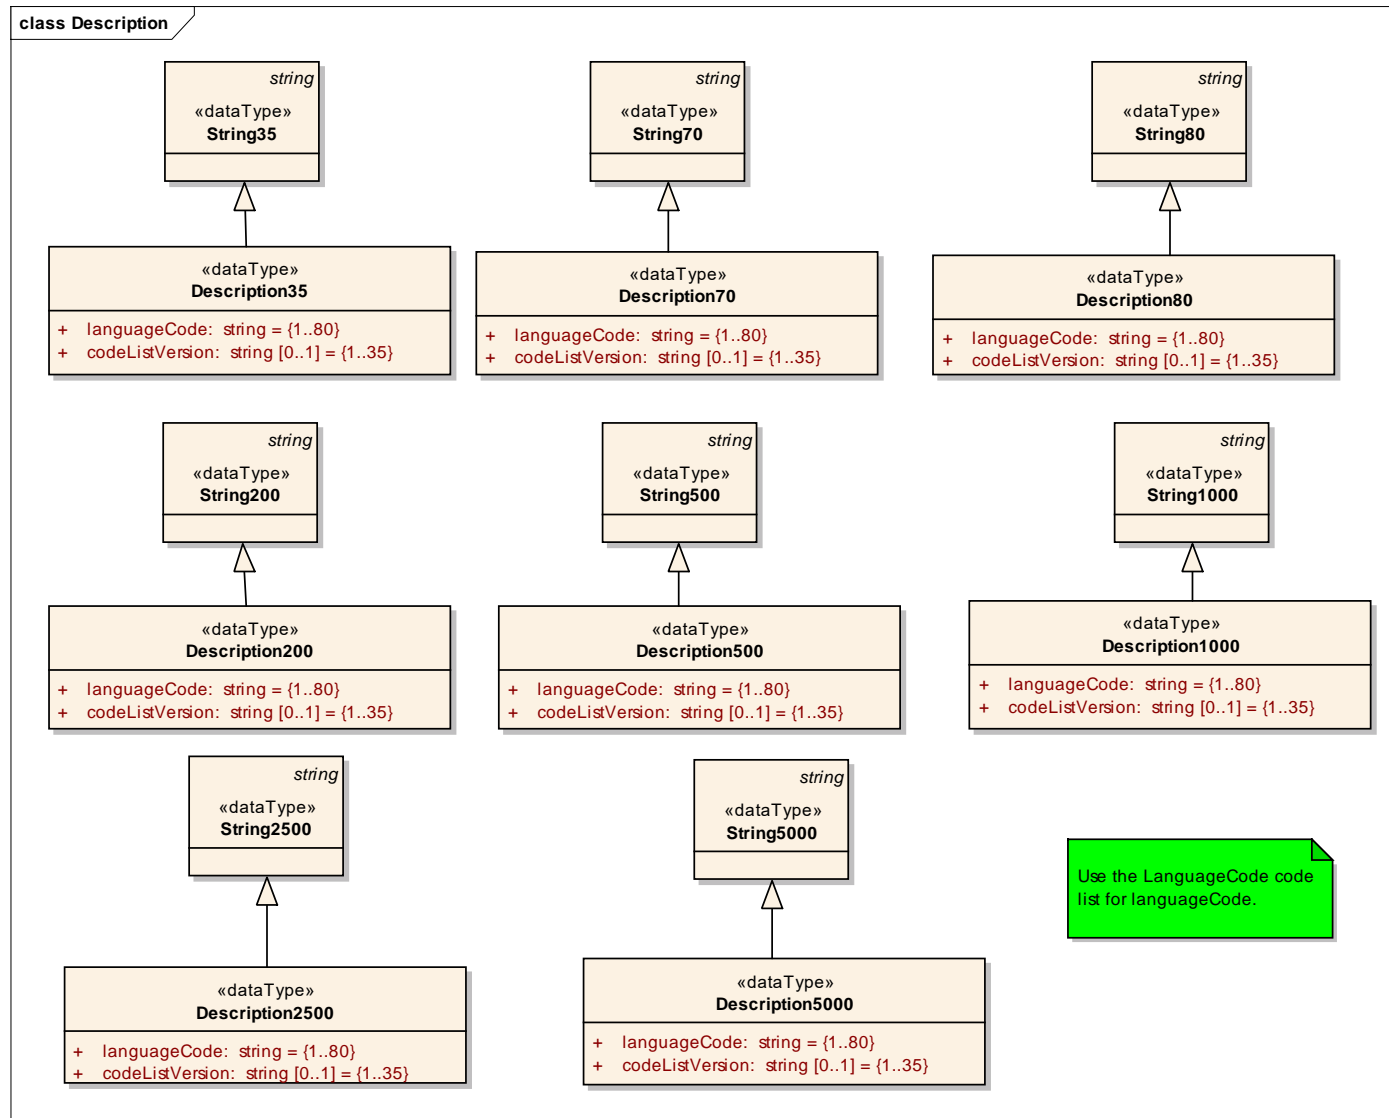 class Description
string
«dataType»
String35
string
«dataType»
String70
string
«dataType»
String80
«dataType»
Description35
+ languageCode: string = {1..80}
+ codeListVersion: string [0..1] = {1..35}
«dataType»
Description70
+ languageCode: string = {1..80}
+ codeListVersion: string [0..1] = {1..35}
«dataType»
Description80
+ languageCode: string = {1..80}
+ codeListVersion: string [0..1] = {1..35}
string
«dataType»
String200
string
«dataType»
String500
string
«dataType»
String1000
«dataType»
Description200
+ languageCode: string = {1..80}
+ codeListVersion: string [0..1] = {1..35}
«dataType»
Description500
+ languageCode: string = {1..80}
+ codeListVersion: string [0..1] = {1..35}
«dataType»
Description1000
+ languageCode: string = {1..80}
+ codeListVersion: string [0..1] = {1..35}
string
«dataType»
String2500
string
«dataType»
String5000
Use the LanguageCode code
list for languageCode.
«dataType»
Description2500
+ languageCode: string = {1..80}
+ codeListVersion: string [0..1] = {1..35}
«dataType»
Description5000
+ languageCode: string = {1..80}
+ codeListVersion: string [0..1] = {1..35}